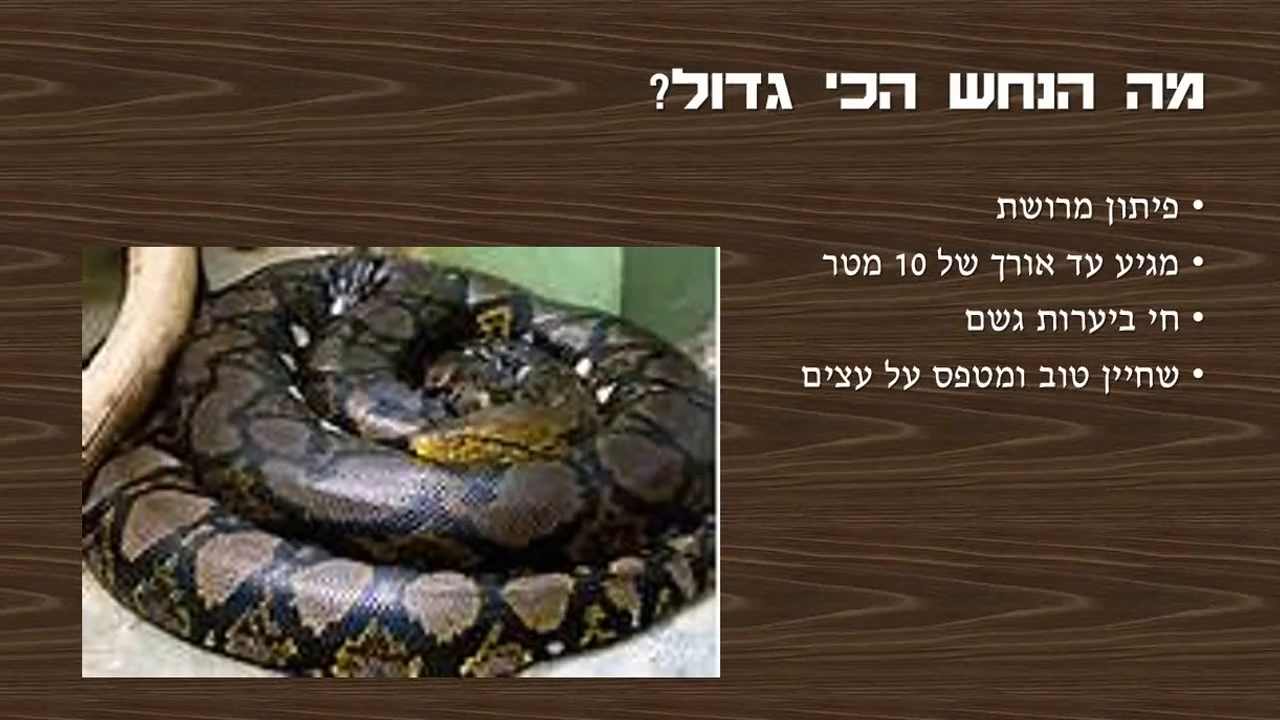 מה הנחש הכי גדול?
• פיתון מרושת
• מגיע עד אורך של 10 מטר
• חי ביערות גשם
• שחיין טוב ומטפס על עצים